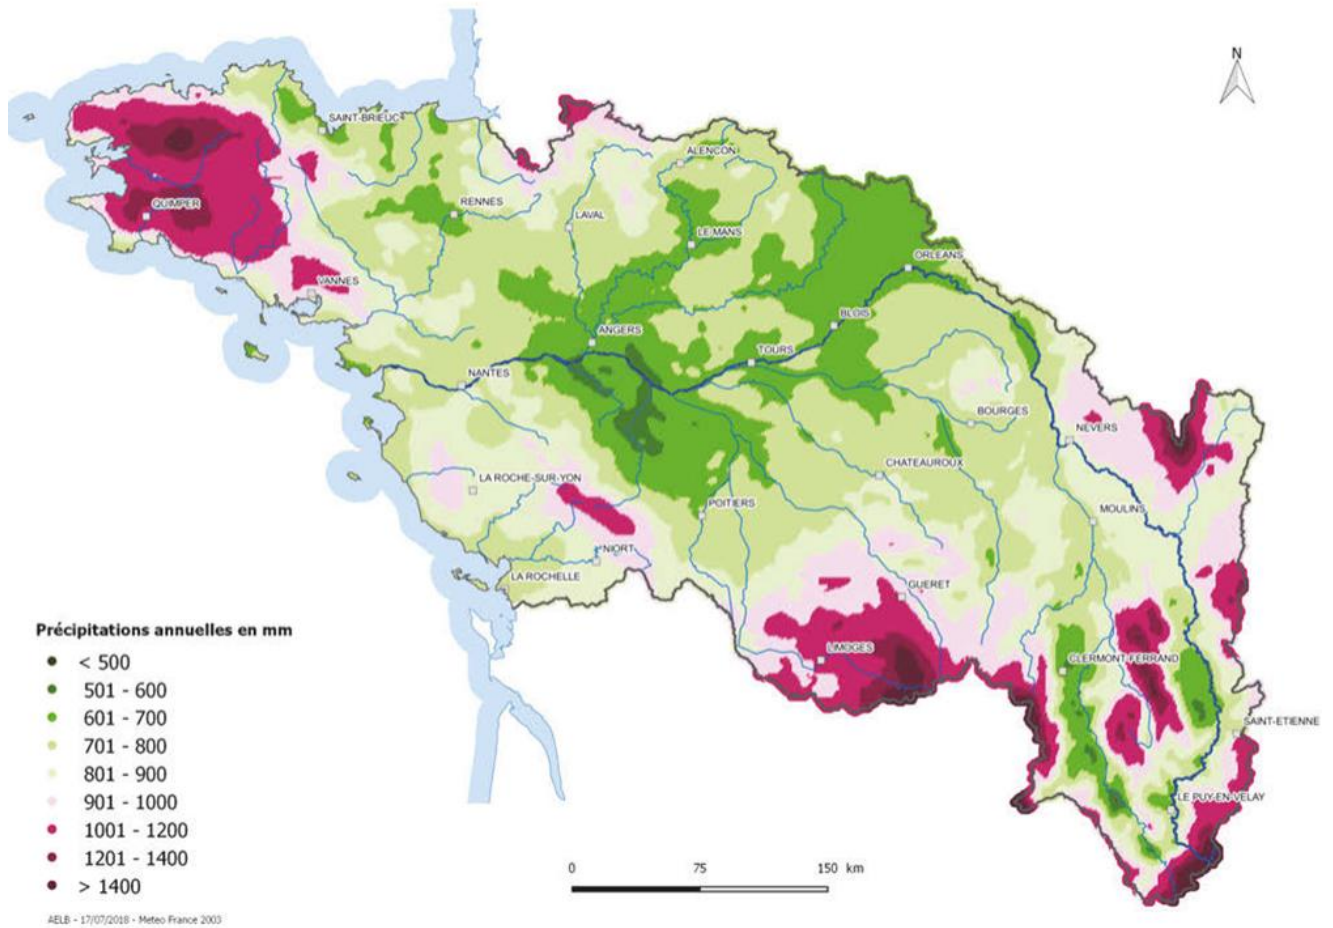 N
SAINT-BRIEUC
ALENCON
QUIMPER
RENNES
LAVAL
LE MANS
ORLEANS
VANNES
BLOIS
ANGERS
TOURS
NANTES
BOURGES
NEVERS
CHATEAUROUX
LA ROCHE-SUR-YON
POITIERS
MOULINS
NIORT
LA ROCHELLE
GUERET
LIMOGES
CLERMONT-FERRAND
SAINT-ETIENNE
LE PUY-EN-VELAY
Précipitations annuelles en mm
< 500
501 - 600
601 - 700
701 - 800
801 - 900
901 - 1000
1001 - 1200
1201 - 1400
> 1400
0 75 150 km
AELB - 17/07/2018 - Meteo France 2003